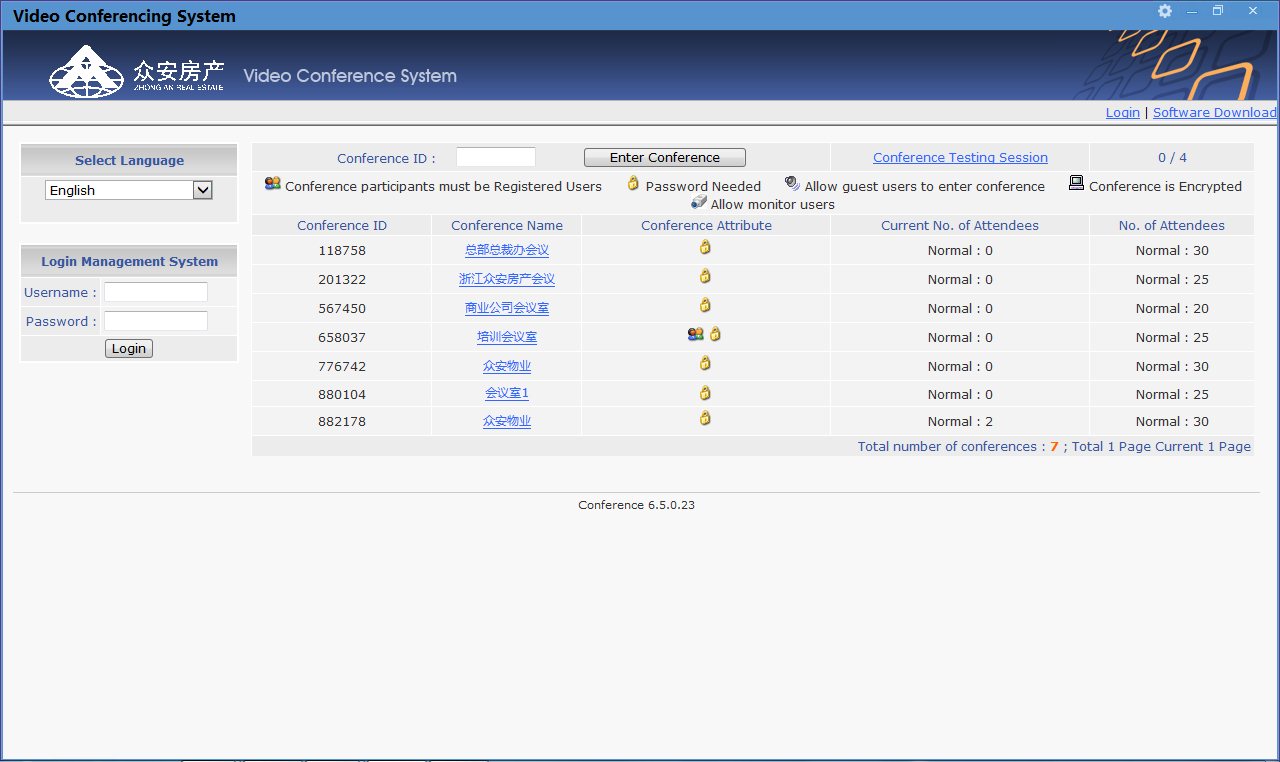 Video Conferencing System
众安房产
ZHONG AN REAL ESTATE
Video Conference System
Login | Software Download
Select Language
English
Login Management System
Username :
Password :
Login
Conference ID : Enter Conference Conference Testing Session 0 / 4
Conference participants must be Registered Users Password Needed Allow guest users to enter conference Conference is Encrypted
Allow monitor users
Conference ID Conference Name Conference Attribute Current No. of Attendees No. of Attendees
118758 总部总裁办会议 Normal : 0 Normal : 30
201322 浙江众安房产会议 Normal : 0 Normal : 25
567450 商业公司会议室 Normal : 0 Normal : 20
658037 培训会议室 Normal : 0 Normal : 25
776742 众安物业 Normal : 0 Normal : 30
880104 会议室1 Normal : 0 Normal : 25
882178 众安物业 Normal : 2 Normal : 30
Total number of conferences : 7 ; Total 1 Page Current 1 Page
Conference 6.5.0.23